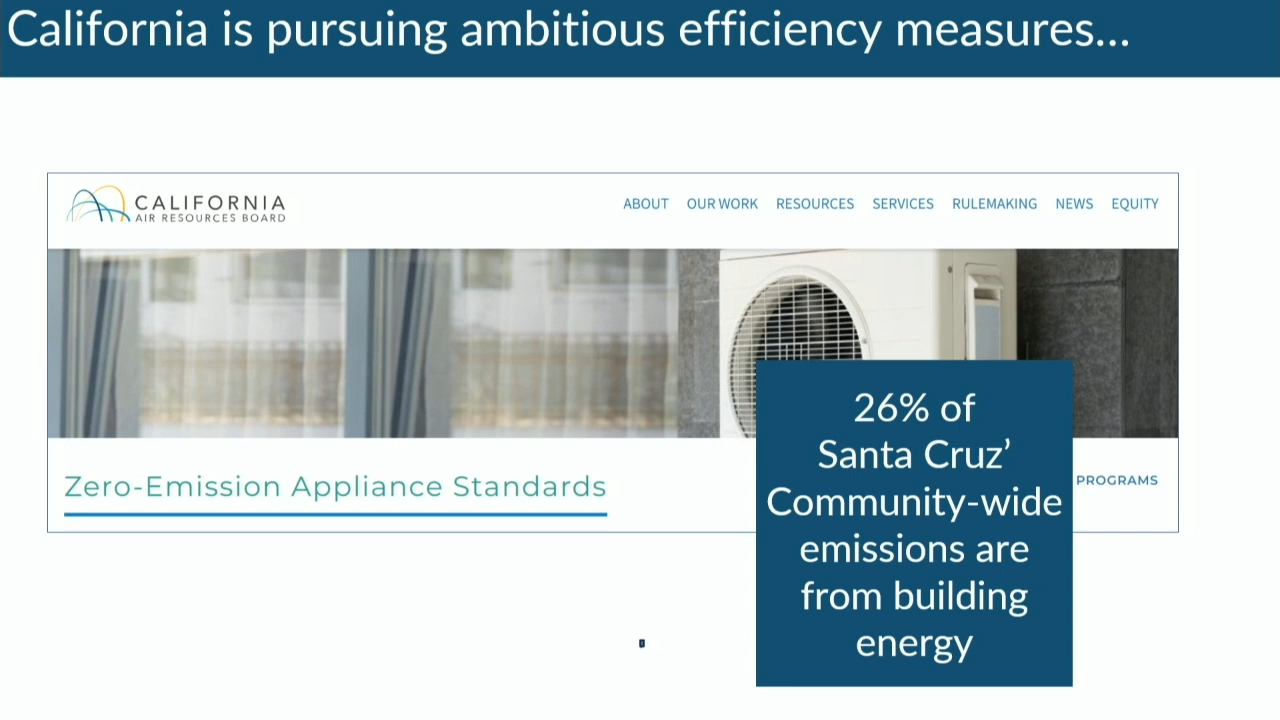 California is pursuing ambitious efficiency measures...
CALIFORNIA
AIR RESOURCES BOARD
ABOUT OUR WORK RESOURCES SERVICES RULEMAKING NEWS EQUITY
Zero-Emission Appliance Standards
PROGRAMS
26% of
Santa Cruz’
Community-wide
emissions are
from building
energy